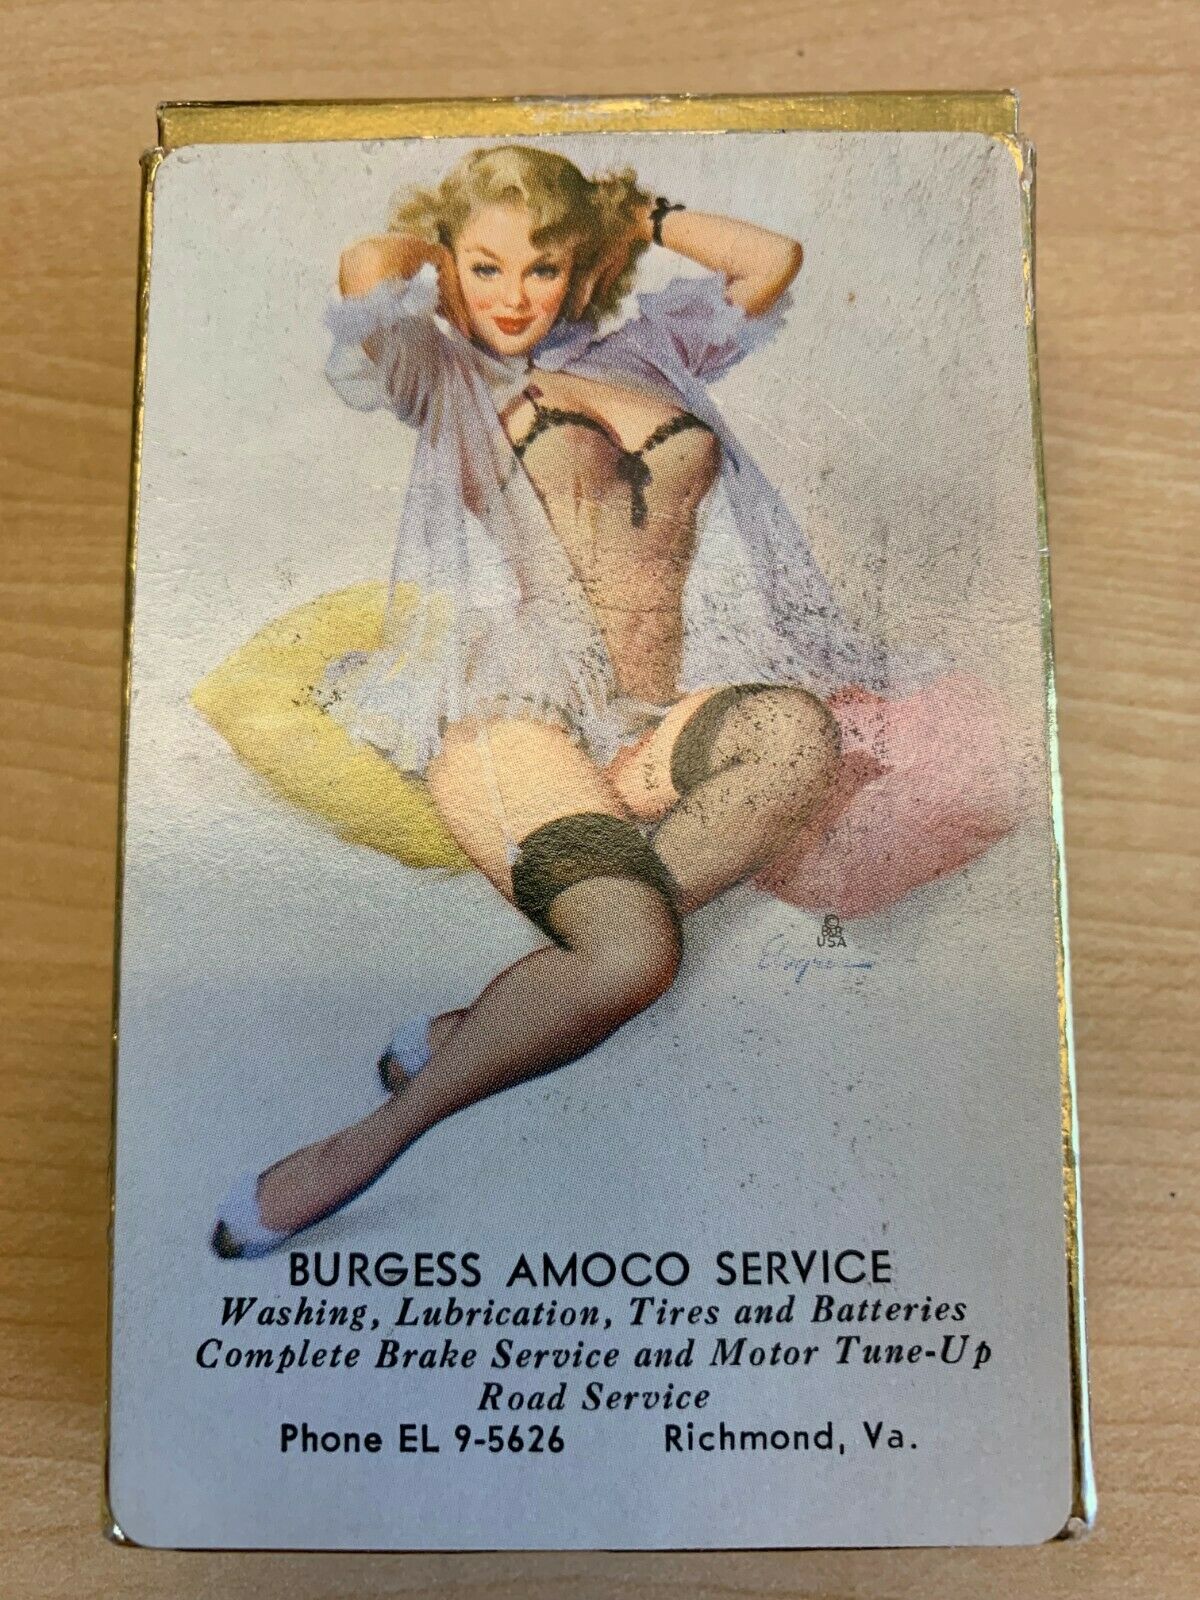 ©
B&B
USA
Elvgren
BURGESS AMOCO SERVICE
Washing, Lubrication, Tires and Batteries
Complete Brake Service and Motor Tune-Up
Road Service
Phone EL 9-5626 Richmond, Va.